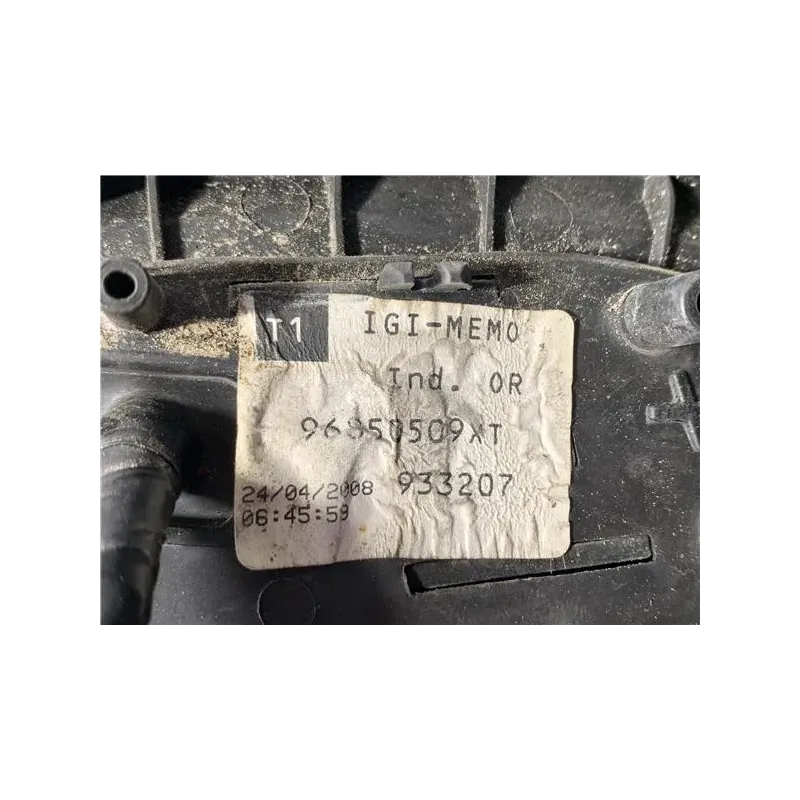 T1 IGI-MEMO
Ind. OR
96850509XT
24/04/2008 933207
06:45:59